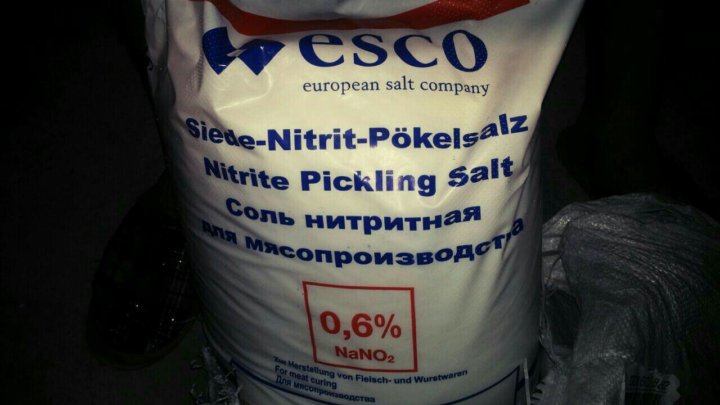 esco
european salt company
Siede-Nitrit-Pökelsalz
Nitrite Pickling Salt
Соль нитритная
для мясопроизводства
0,6%
NaNO₂
Zur Herstellung von Fleisch- und Wurstwaren
For meat curing
Для мясопроизводства